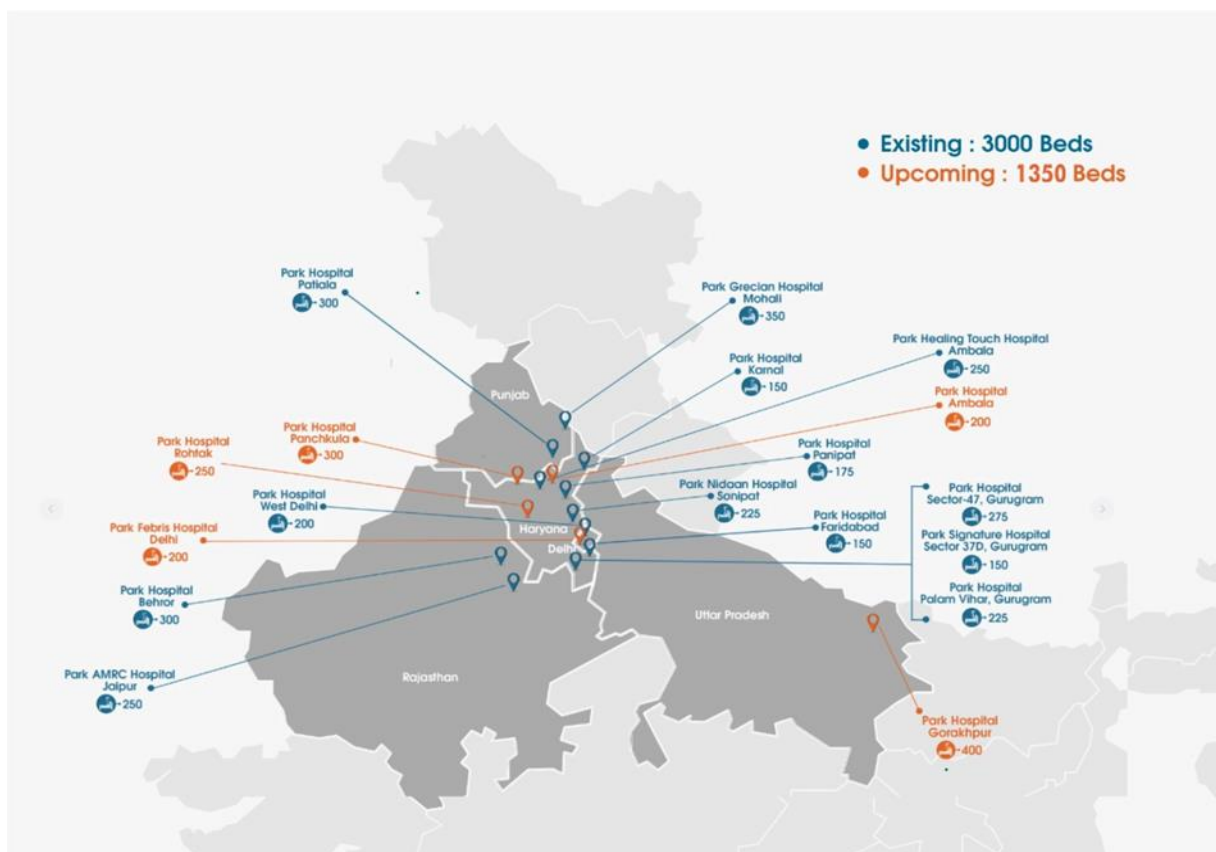 Existing : 3000 Beds
Upcoming : 1350 Beds
Park Hospital
Patiala
-300
Park Grecian Hospital
Mohali
-350
Park Healing Touch Hospital
Ambala
-250
Park Hospital
Karnal
-150
Park Hospital
Ambala
-200
Punjab
Park Hospital
Panchkula
-300
Park Hospital
Rohtak
-250
Park Hospital
Panipat
-175
Park Nidaan Hospital
Sonipat
-225
Park Hospital
West Delhi
-200
Park Hospital
Sector-47, Gurugram
-275
Park Hospital
Faridabad
-150
Haryana
Park Febris Hospital
Delhi
-200
Delhi
Park Signature Hospital
Sector 37D, Gurugram
-150
Park Hospital
Behror
-300
Park Hospital
Palam Vihar, Gurugram
-225
Uttar Pradesh
Park AMRC Hospital
Jaipur
-250
Rajasthan
Park Hospital
Gorakhpur
-400